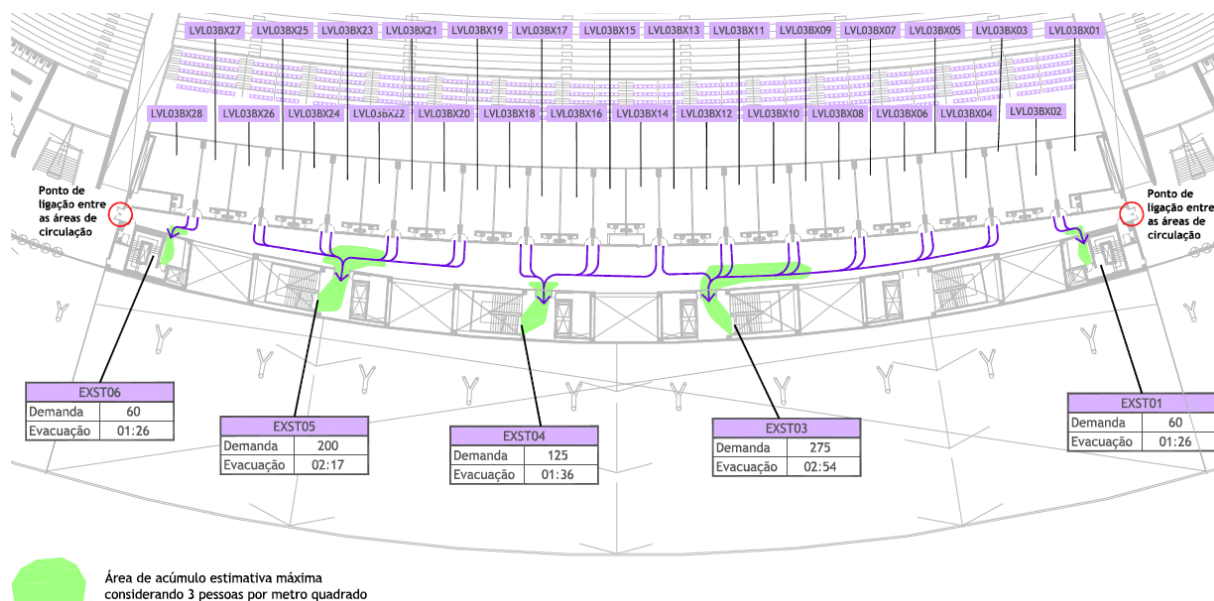 LVL03BX27 LVL03BX25 LVL03BX23 LVL03BX21 LVL03BX19 LVL03BX17 LVL03BX15 LVL03BX13 LVL03BX11 LVL03BX09 LVL03BX07 LVL03BX05 LVL03BX03 LVL03BX01
LVL03BX28 LVL03BX26 LVL03BX24 LVL03BX22 LVL03BX20 LVL03BX18 LVL03BX16 LVL03BX14 LVL03BX12 LVL03BX10 LVL03BX08 LVL03BX06 LVL03BX04 LVL03BX02
Ponto de
ligação entre
as áreas de
circulação
Ponto de
ligação entre
as áreas de
circulação
EXST06
Demanda 60
Evacuação 01:26
EXST05
Demanda 200
Evacuação 02:17
EXST04
Demanda 125
Evacuação 01:36
EXST03
Demanda 275
Evacuação 02:54
EXST01
Demanda 60
Evacuação 01:26
Área de acúmulo estimativa máxima
considerando 3 pessoas por metro quadrado